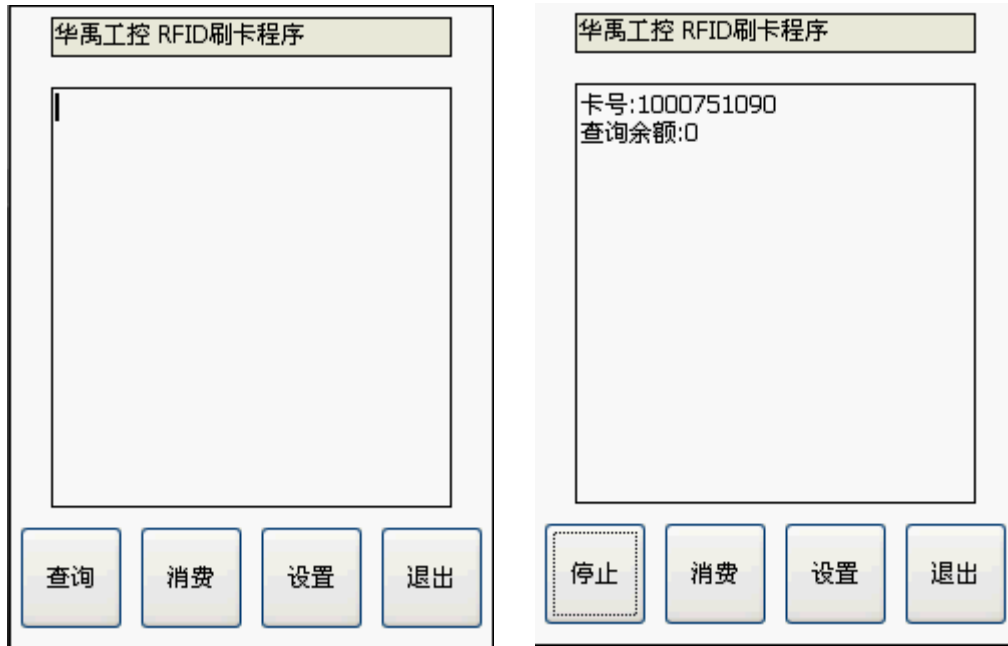 华禹工控 RFID刷卡程序
查询
消费
设置
退出
华禹工控 RFID刷卡程序
卡号:1000751090
查询余额:0
停止
消费
设置
退出